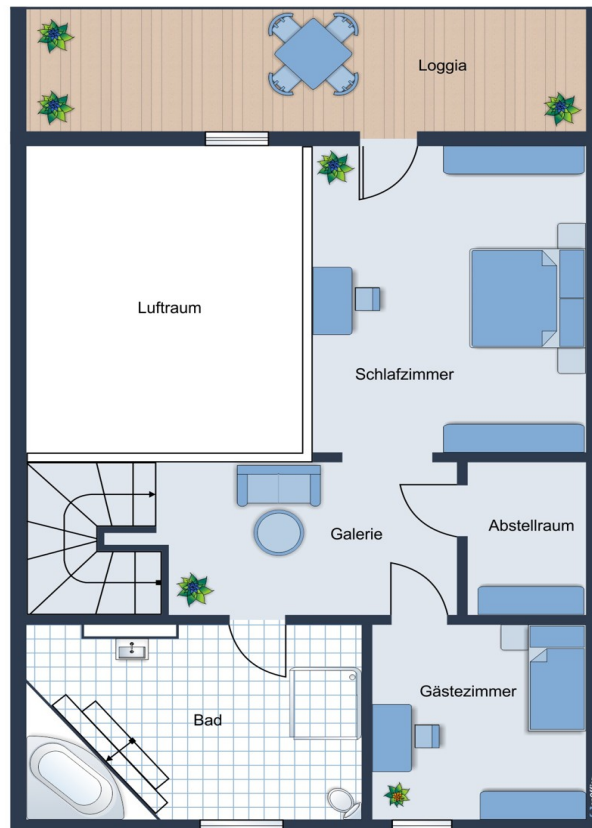 Loggia
Luftraum
Schlafzimmer
Galerie
Abstellraum
Gästezimmer
Bad